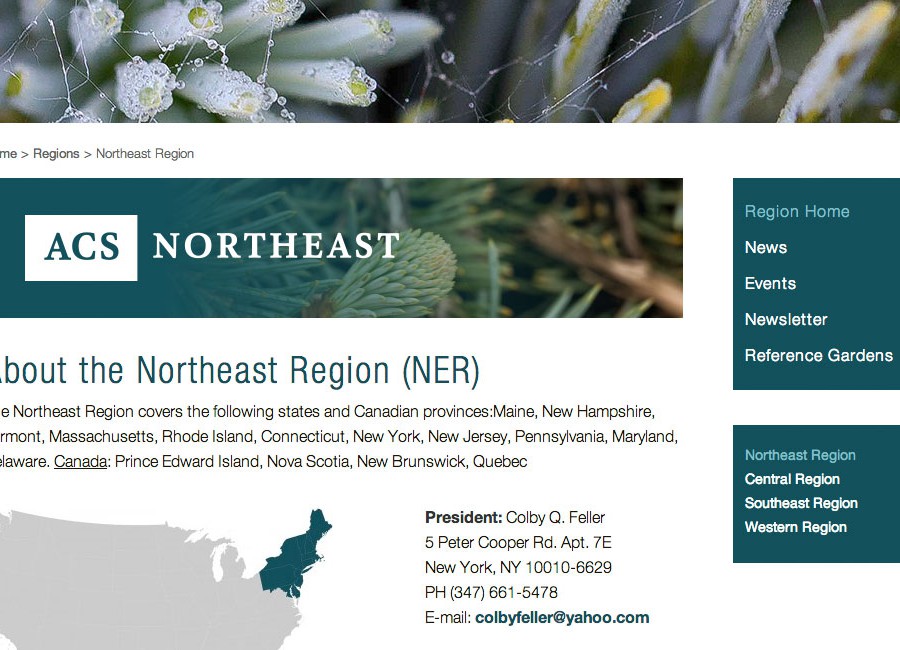 me > Regions > Northeast Region
ACS NORTHEAST
Region Home
News
Events
Newsletter
Reference Gardens
About the Northeast Region (NER)
e Northeast Region covers the following states and Canadian provinces:Maine, New Hampshire,
rmont, Massachusetts, Rhode Island, Connecticut, New York, New Jersey, Pennsylvania, Maryland,
elaware. Canada: Prince Edward Island, Nova Scotia, New Brunswick, Quebec
Northeast Region
Central Region
Southeast Region
Western Region
President: Colby Q. Feller
5 Peter Cooper Rd. Apt. 7E
New York, NY 10010-6629
PH (347) 661-5478
E-mail: colbyfeller@yahoo.com